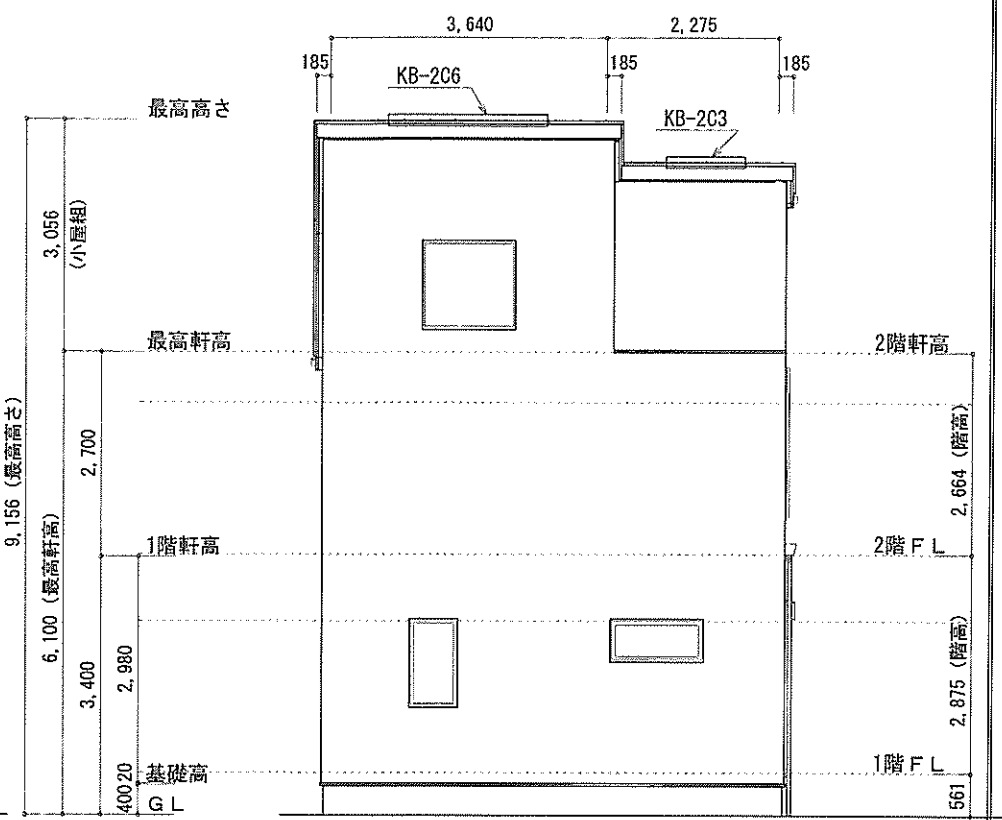 3,640
2,275
185
185
185
KB-206
KB-203
最高高さ
3,056
(小屋組)
最高軒高
2階軒高
9,156 (最高高さ)
6,100 (最高軒高)
2,700
2,664 (階高)
1階軒高
2階FL
3,400
2,980
2,875 (階高)
基礎高
1階FL
400
20
GL
561